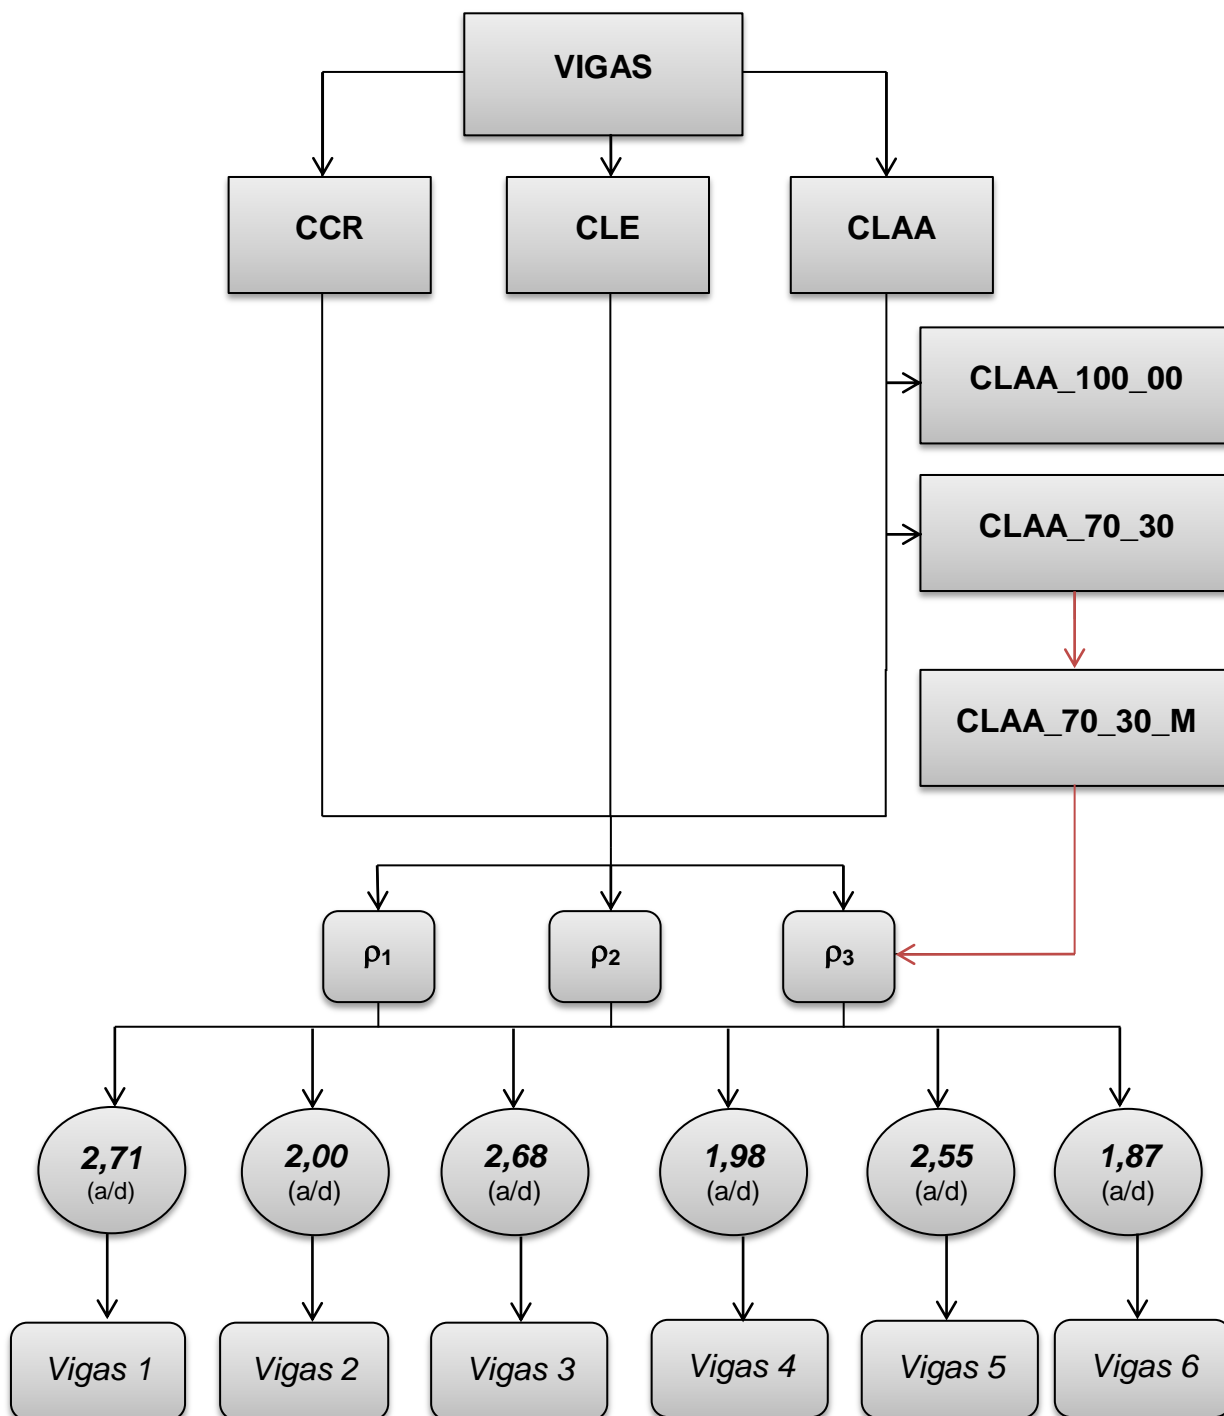 VIGAS
CCR
CLE
CLAA
CLAA_100_00
CLAA_70_30
CLAA_70_30_M
ρ1
ρ2
ρ3
2,71
(a/d)
2,00
(a/d)
2,68
(a/d)
1,98
(a/d)
2,55
(a/d)
1,87
(a/d)
Vigas 1
Vigas 2
Vigas 3
Vigas 4
Vigas 5
Vigas 6